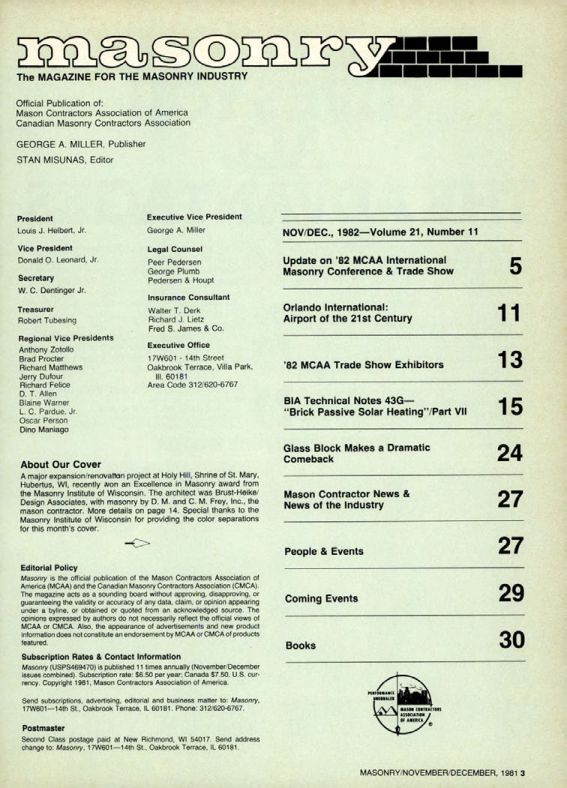 masonry
The MAGAZINE FOR THE MASONRY INDUSTRY
Official Publication of:
Mason Contractors Association of America
Canadian Masonry Contractors Association
GEORGE A. MILLER, Publisher
STAN MISUNAS, Editor
President
Louis J. Helbert, Jr.
Vice President
Donald O. Leonard, Jr.
Secretary
W. C. Dentinger Jr.
Treasurer
Robert Tubesing
Regional Vice Presidents
Anthony Zotollo
Brad Procter
Richard Matthews
Jerry Dufour
Richard Felice
D. T. Allen
Blaine Warner
L. C. Pardue, Jr.
Oscar Person
Dino Maniago
Executive Vice President
George A. Miller
Legal Counsel
Peer Pedersen
George Plumb
Pedersen & Houpt
Insurance Consultant
Walter T. Derk
Richard J. Lietz
Fred S. James & Co.
Executive Office
17W601 - 14th Street
Oakbrook Terrace, Villa Park,
Ill. 60181
Area Code 312/620-6767
About Our Cover
A major expansion/renovation project at Holy Hill, Shrine of St. Mary,
Hubertus, WI, recently won an Excellence in Masonry award from
the Masonry Institute of Wisconsin. The architect was Brust-Heike/
Design Associates, with masonry by D. M. and C. M. Frey, Inc., the
mason contractor. More details on page 14. Special thanks to the
Masonry Institute of Wisconsin for providing the color separations
for this month's cover.
Editorial Policy
Masonry is the official publication of the Mason Contractors Association of
America (MCAA) and the Canadian Masonry Contractors Association (CMCA).
The magazine acts as a sounding board without approving, disapproving, or
guaranteeing the validity or accuracy of any data, claim, or opinion appearing
under a byline, or obtained or quoted from an acknowledged source. The
opinions expressed by authors do not necessarily reflect the official views of
MCAA or CMCA. Also, the appearance of advertisements and new product
information does not constitute an endorsement by MCAA or CMCA of products
featured.
Subscription Rates & Contact Information
Masonry (USPS469470) is published 11 times annually (November/December
issues combined). Subscription rate: $6.50 per year; Canada $7.50, U.S. cur-
rency. Copyright 1981, Mason Contractors Association of America.
Send subscriptions, advertising, editorial and business matter to: Masonry,
17W601—14th St., Oakbrook Terrace, IL 60181. Phone: 312/620-6767.
Postmaster
Second Class postage paid at New Richmond, WI 54017. Send address
change to: Masonry, 17W601—14th St., Oakbrook Terrace, IL 60181.
NOV/DEC., 1982—Volume 21, Number 11
Update on '82 MCAA International
Masonry Conference & Trade Show 5
Orlando International:
Airport of the 21st Century 11
'82 MCAA Trade Show Exhibitors 13
BIA Technical Notes 43G—
"Brick Passive Solar Heating"/Part VII 15
Glass Block Makes a Dramatic
Comeback 24
Mason Contractor News &
News of the Industry 27
People & Events 27
Coming Events 29
Books 30
PERFORMANCE
UNEQUALED
MASON CONTRACTORS
ASSOCIATION
OF AMERICA
®
MASONRY/NOVEMBER/DECEMBER, 1981 3